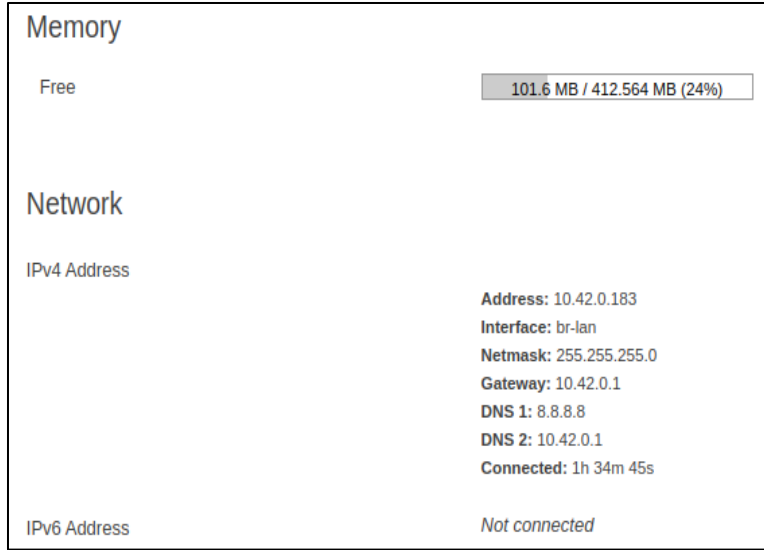 Memory
Free
101.6 MB / 412.564 MB (24%)
Network
IPv4 Address
Address: 10.42.0.183
Interface: br-lan
Netmask: 255.255.255.0
Gateway: 10.42.0.1
DNS 1: 8.8.8.8
DNS 2: 10.42.0.1
Connected: 1h 34m 45s
IPv6 Address
Not connected